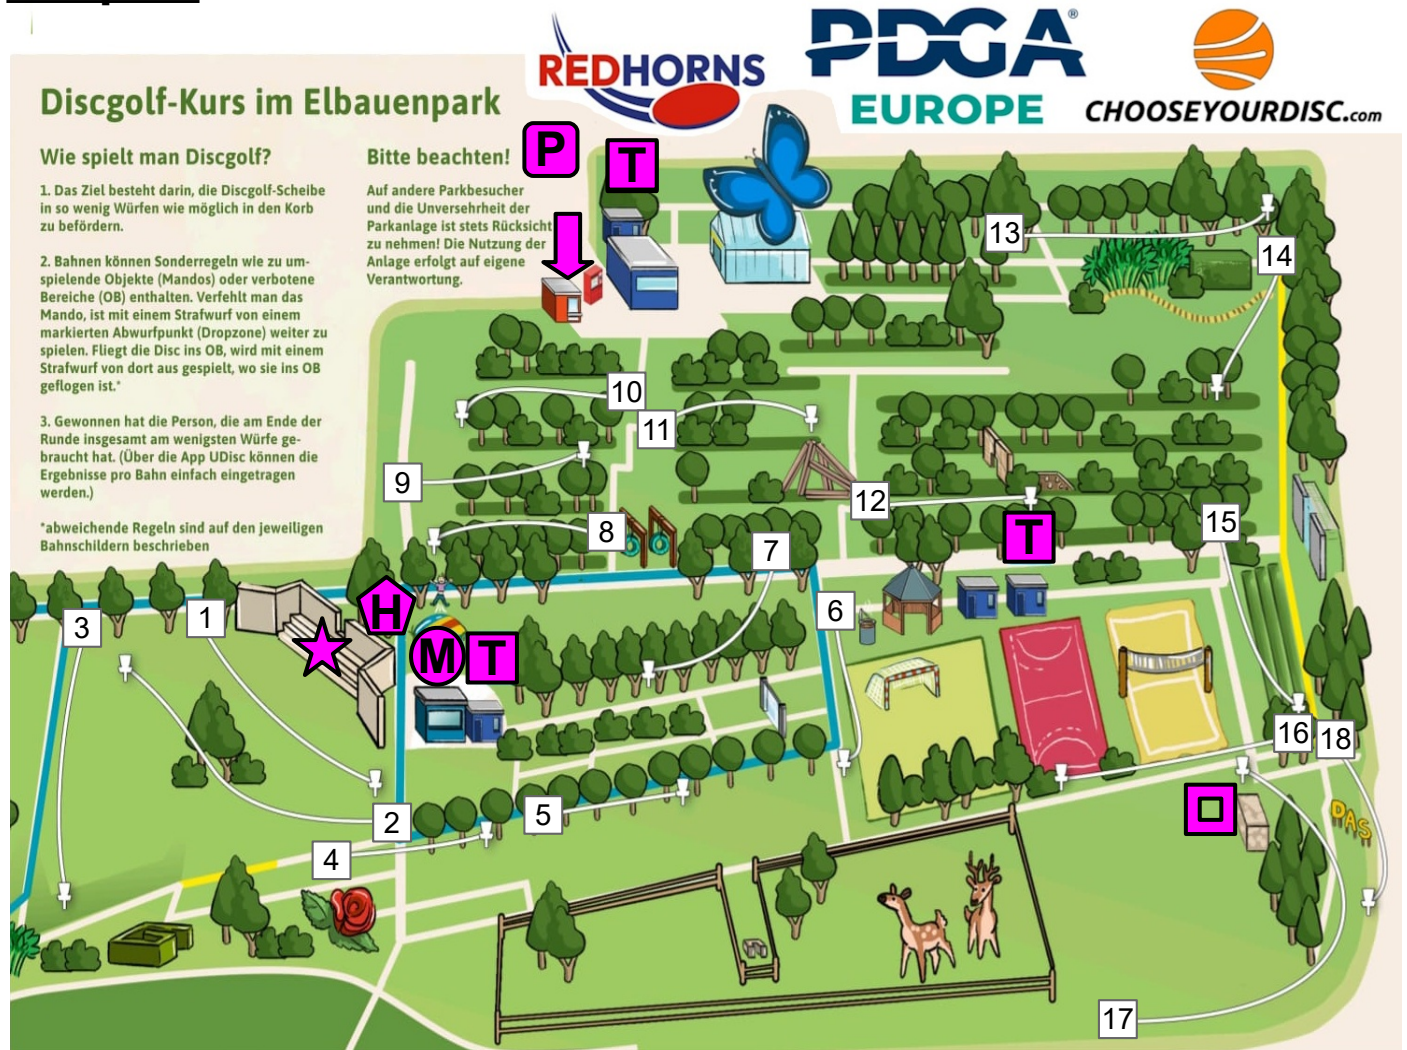 REDHORNS
PDGA®
EUROPE
CHOOSEYOURDISC.com
Discgolf-Kurs im Elbauenpark
Wie spielt man Discgolf?
1. Das Ziel besteht darin, die Discgolf-Scheibe
in so wenig Würfen wie möglich in den Korb
zu befördern.
2. Bahnen können Sonderregeln wie zu um-
spielende Objekte (Mandos) oder verbotene
Bereiche (OB) enthalten. Verfehlt man das
Mando, ist mit einem Strafwurf von einem
markierten Abwurfpunkt (Dropzone) weiter zu
spielen. Fliegt die Disc ins OB, wird mit einem
Strafwurf von dort aus gespielt, wo sie ins OB
geflogen ist.*
3. Gewonnen hat die Person, die am Ende der
Runde insgesamt am wenigsten Würfe ge-
braucht hat. (Über die App UDisc können die
Ergebnisse pro Bahn einfach eingetragen
werden.)
*abweichende Regeln sind auf den jeweiligen
Bahnschildern beschrieben
Bitte beachten!
Auf andere Parkbesucher
und die Unversehrheit der
Parkanlage ist stets Rücksicht
zu nehmen! Die Nutzung der
Anlage erfolgt auf eigene
Verantwortung.
P
T
13
14
10
11
9
12
8
15
7
T
H
6
3
1
M
T
16
18
2
5
4
DAS
17